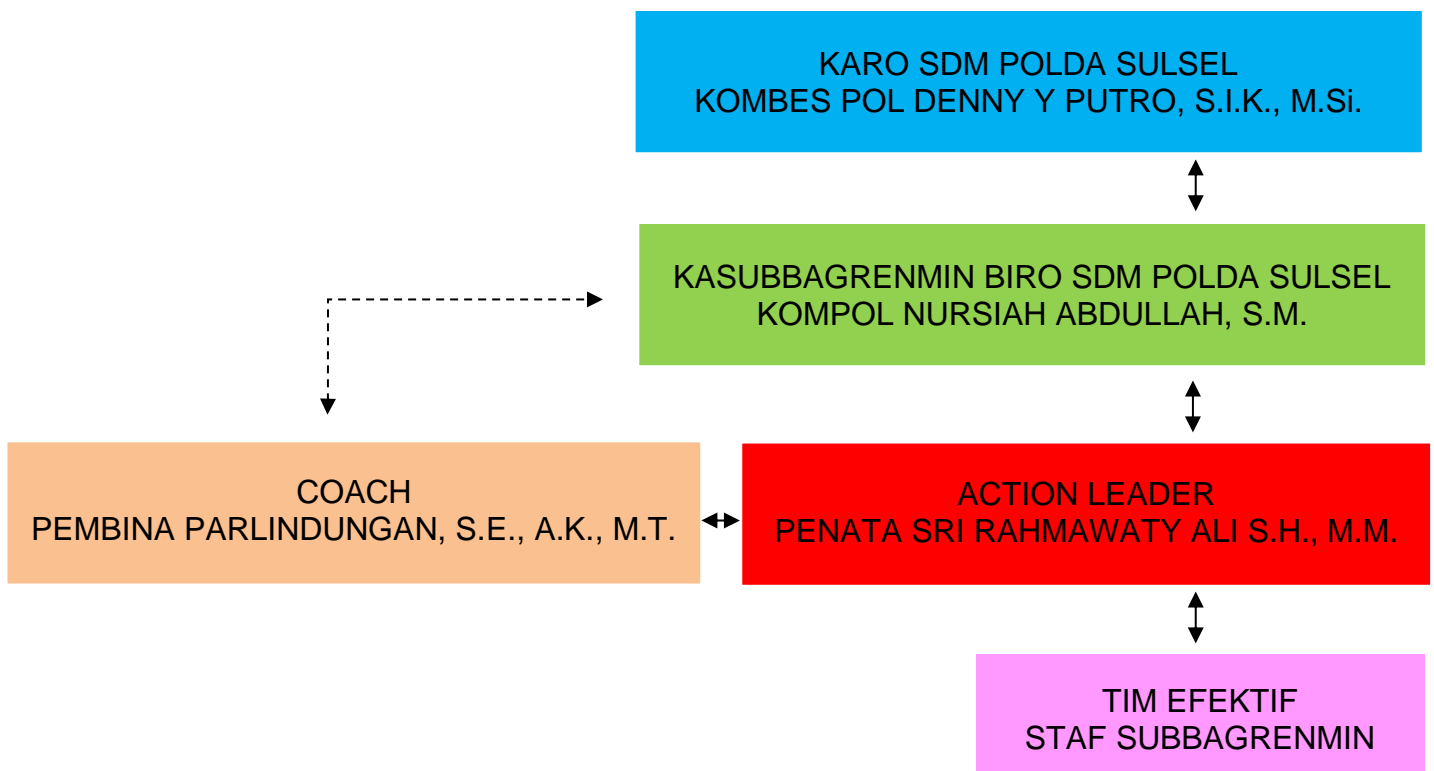 KARO SDM POLDA SULSEL
KOMBES POL DENNY Y PUTRO, S.I.K., M.Si.
KASUBBAGRENMIN BIRO SDM POLDA SULSEL
KOMPOL NURSIAH ABDULLAH, S.M.
COACH
PEMBINA PARLINDUNGAN, S.E., A.K., M.T.
ACTION LEADER
PENATA SRI RAHMAWATY ALI S.H., M.M.
TIM EFEKTIF
STAF SUBBAGRENMIN